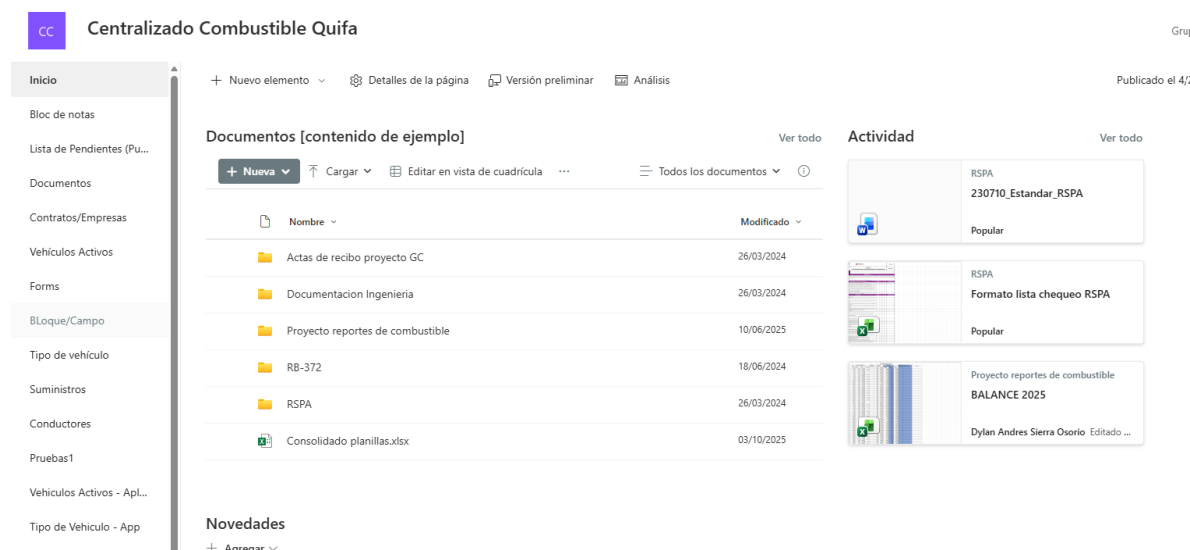 CC
Centralizado Combustible Quifa
Inicio
Bloc de notas
Lista de Pendientes (Pu...
Documentos
Contratos/Empresas
Vehículos Activos
Forms
BLoque/Campo
Tipo de vehículo
Suministros
Conductores
Pruebas1
Vehiculos Activos - Apl...
Tipo de Vehiculo - App
Nuevo elemento
Detalles de la página
Versión preliminar
Análisis
Publicado el
Documentos [contenido de ejemplo]
Ver todo
Nueva
Cargar
Editar en vista de cuadrícula
...
Todos los documentos
Nombre
Modificado
Actas de recibo proyecto GC
26/03/2024
Documentacion Ingenieria
26/03/2024
Proyecto reportes de combustible
10/06/2025
RB-372
18/06/2024
RSPA
26/03/2024
Consolidado planillas.xlsx
03/10/2025
Actividad
Ver todo
RSPA
230710_Estandar_RSPA
Popular
RSPA
Formato lista chequeo RSPA
Popular
Proyecto reportes de combustible
BALANCE 2025
Dylan Andres Sierra Osorio Editado ...
Novedades
Agregar